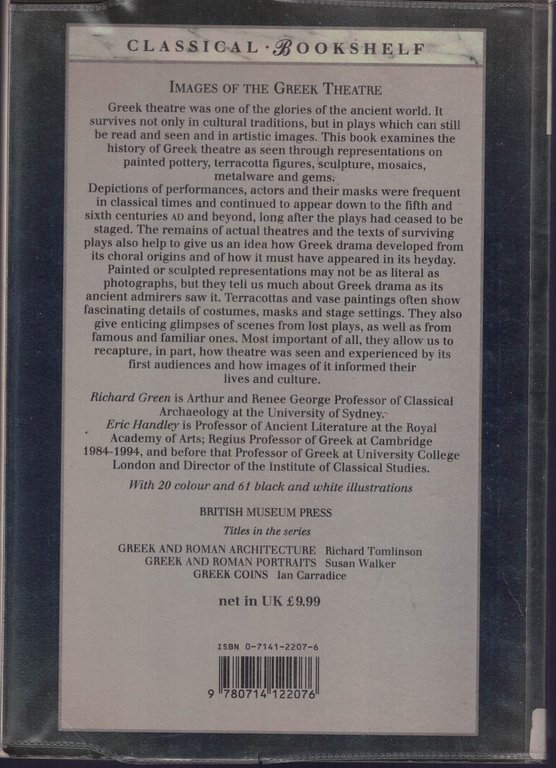 CLASSICAL · BOOKSHELF
IMAGES OF THE GREEK THEATRE
Greek theatre was one of the glories of the ancient world. It
survives not only in cultural traditions, but in plays which can still
be read and seen and in artistic images. This book examines the
history of Greek theatre as seen through representations on
painted pottery, terracotta figures, sculpture, mosaics,
metalware and gems.
Depictions of performances, actors and their masks were frequent
in classical times and continued to appear down to the fifth and
sixth centuries AD and beyond, long after the plays had ceased to be
staged. The remains of actual theatres and the texts of surviving
plays also help to give us an idea how Greek drama developed from
its choral origins and of how it must have appeared in its heyday.
Painted or sculpted representations may not be as literal as
photographs, but they tell us much about Greek drama as its
ancient admirers saw it. Terracottas and vase paintings often show
fascinating details of costumes, masks and stage settings. They also
give enticing glimpses of scenes from lost plays, as well as from
famous and familiar ones. Most important of all, they allow us to
recapture, in part, how theatre was seen and experienced by its
first audiences and how images of it informed their
lives and culture.
Richard Green is Arthur and Renee George Professor of Classical
Archaeology at the University of Sydney.
Eric Handley is Professor of Ancient Literature at the Royal
Academy of Arts; Regius Professor of Greek at Cambridge
1984-1994, and before that Professor of Greek at University College
London and Director of the Institute of Classical Studies.
With 20 colour and 61 black and white illustrations
BRITISH MUSEUM PRESS
Titles in the series
GREEK AND ROMAN ARCHITECTURE Richard Tomlinson
GREEK AND ROMAN PORTRAITS Susan Walker
GREEK COINS Ian Carradice
net in UK £9.99
ISBN 0-7141-2207-6
9 780714 122076